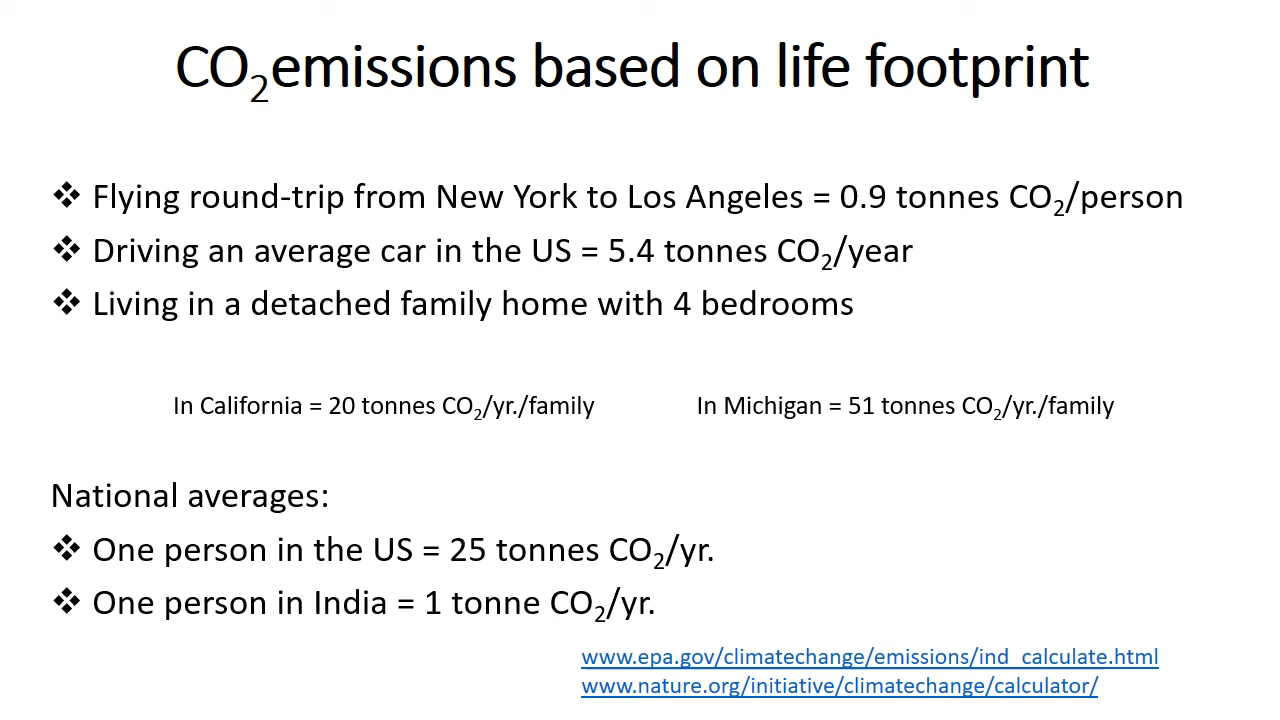 CO₂emissions based on life footprint
❖ Flying round-trip from New York to Los Angeles = 0.9 tonnes CO₂/person
❖ Driving an average car in the US = 5.4 tonnes CO₂/year
❖ Living in a detached family home with 4 bedrooms
In California = 20 tonnes CO₂/yr./family
In Michigan = 51 tonnes CO₂/yr./family
National averages:
❖ One person in the US = 25 tonnes CO₂/yr.
❖ One person in India = 1 tonne CO₂/yr.
www.epa.gov/climatechange/emissions/ind_calculate.html
www.nature.org/initiative/climatechange/calculator/